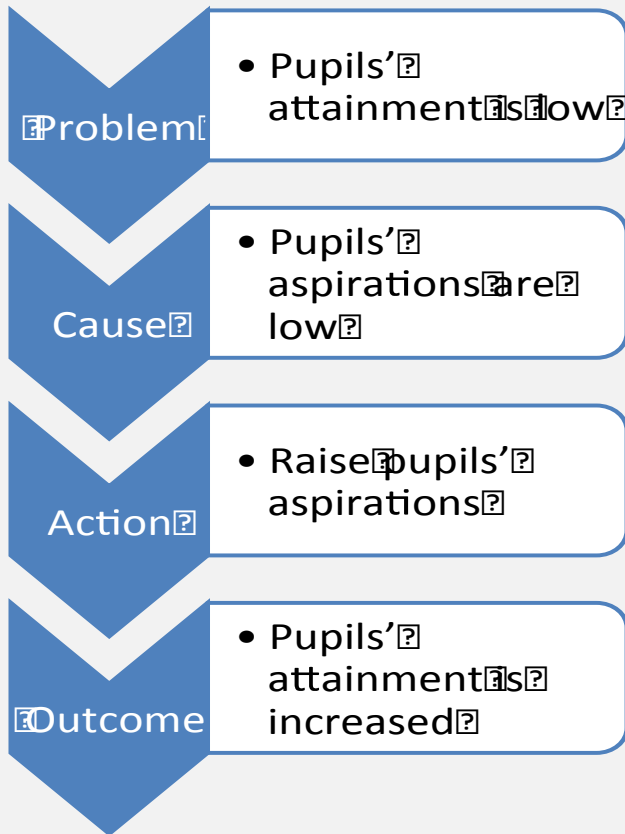 Problem
• Pupils’
attainment is low
Cause
• Pupils’
aspirations are
low
Action
• Raise pupils’
aspirations
Outcome
• Pupils’
attainment is
increased